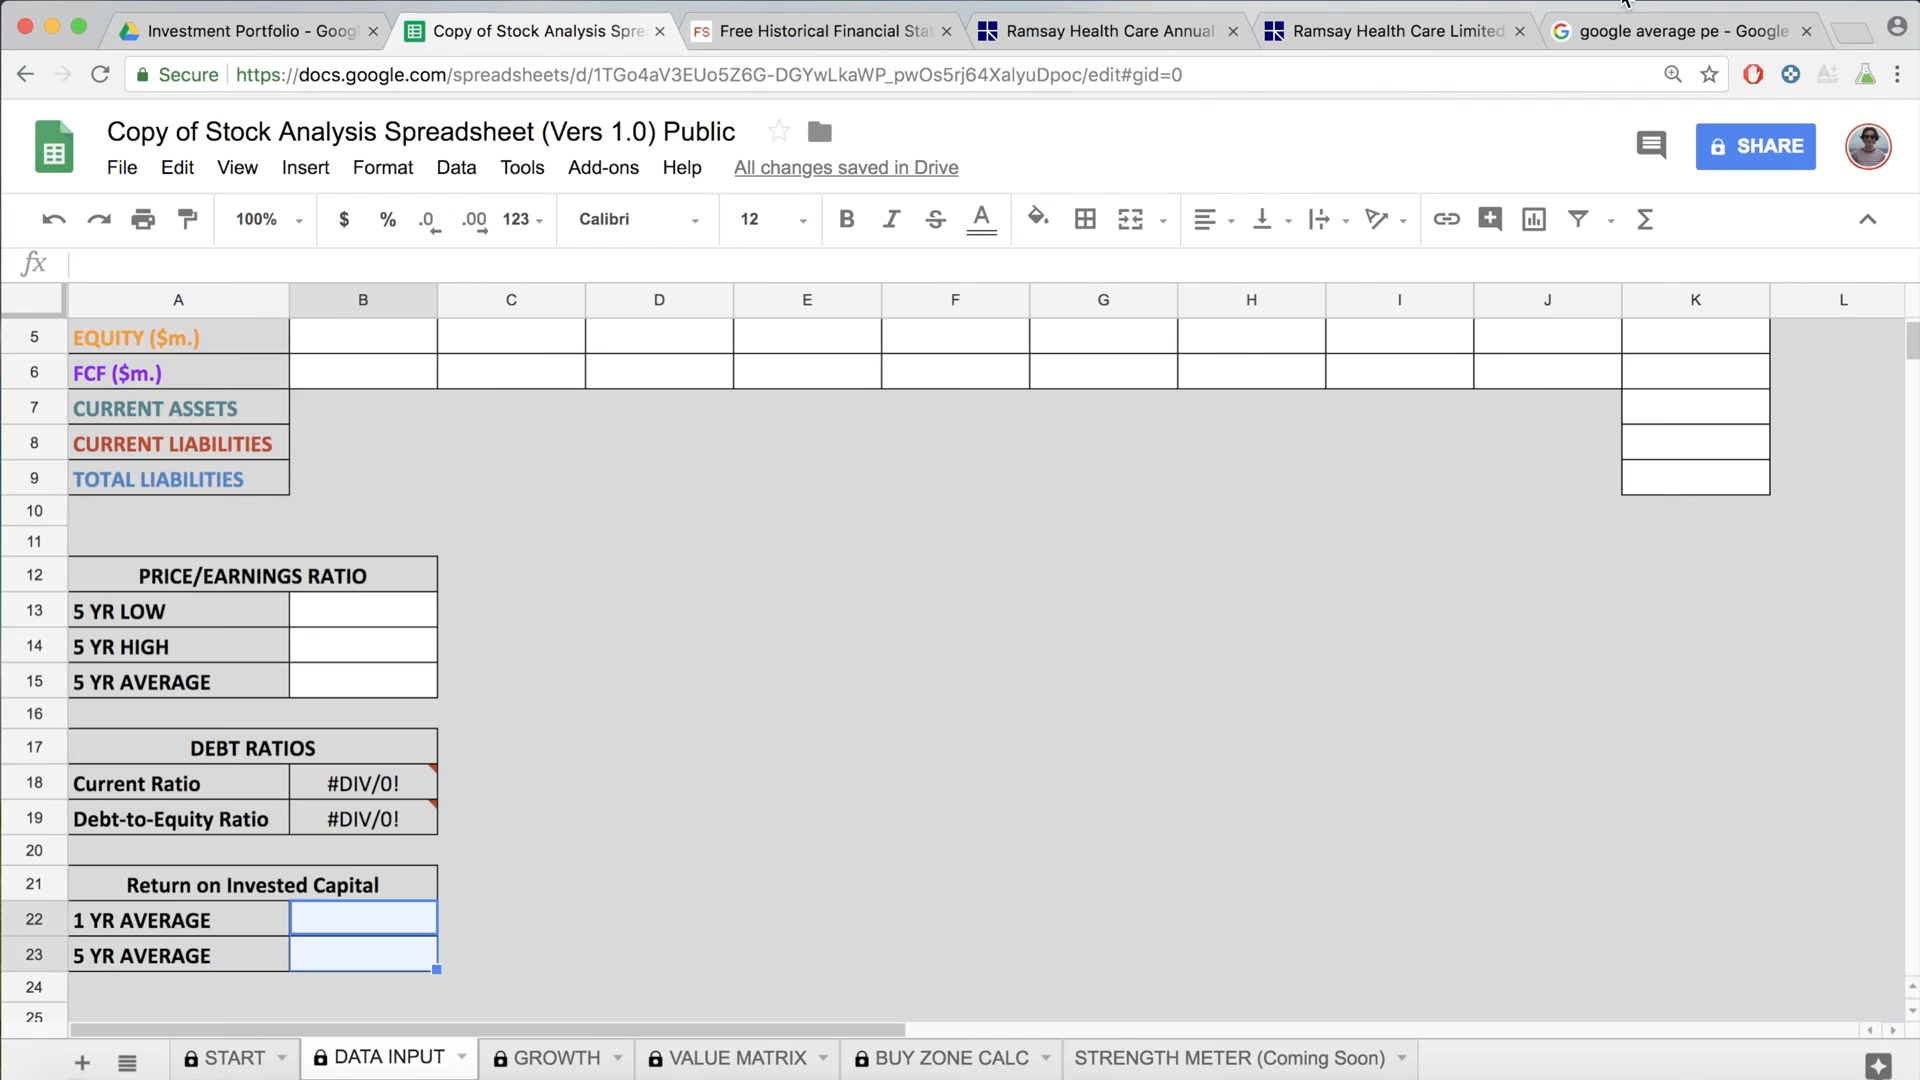 Investment Portfolio - Goog
Copy of Stock Analysis Spre
FS Free Historical Financial Stat
Ramsay Health Care Annual
Ramsay Health Care Limited
google average pe - Google
Secure https://docs.google.com/spreadsheets/d/1TGo4aV3EUo5Z6G-DGYwLkaWP_pwOs5rj64XalyuDpoc/edit#gid=0
Copy of Stock Analysis Spreadsheet (Vers 1.0) Public
SHARE
File Edit View Insert Format Data Tools Add-ons Help All changes saved in Drive
100% $ % .0 .00 123 Calibri 12 B I S A Σ
fx
A B C D E F G H I J K L
5 EQUITY ($m.)
6 FCF ($m.)
7 CURRENT ASSETS
8 CURRENT LIABILITIES
9 TOTAL LIABILITIES
10
11
12 PRICE/EARNINGS RATIO
13 5 YR LOW
14 5 YR HIGH
15 5 YR AVERAGE
16
17 DEBT RATIOS
18 Current Ratio #DIV/0!
19 Debt-to-Equity Ratio #DIV/0!
20
21 Return on Invested Capital
22 1 YR AVERAGE
23 5 YR AVERAGE
24
25
START DATA INPUT GROWTH VALUE MATRIX BUY ZONE CALC STRENGTH METER (Coming Soon)